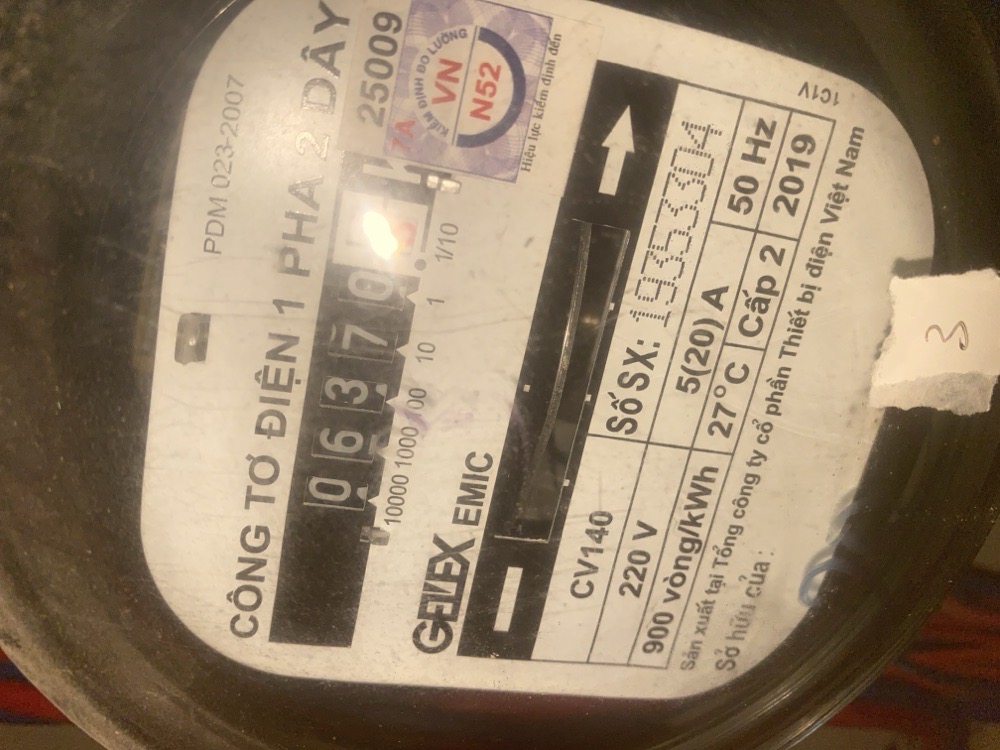 PDM 023-2007
CÔNG TƠ ĐIỆN 1 PHA 2 DÂY
25009
KIỂM ĐỊNH ĐO LƯỜNG
VN
N52
7A
Hiệu lực kiểm định đến
0 6 3 7 0
10000 1000 00 10 1 1/10
GELEX EMIC
CV140
Số SX: 19353304
220 V
5(20) A
50 Hz
900 vòng/kWh
27°C
Cấp 2
2019
Sản xuất tại Tổng công ty cổ phần Thiết bị điện Việt Nam
Sở hữu của:
1C1V
3